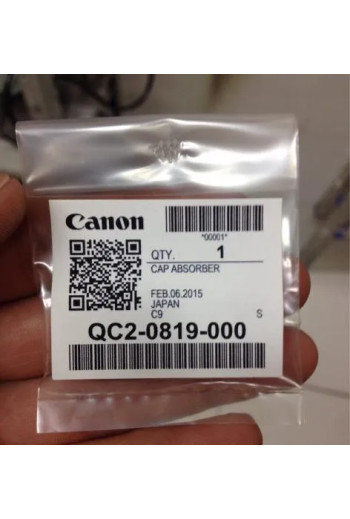 Canon
*00001*
QTY. 1
CAP ABSORBER
FEB.06.2015
JAPAN
C9 S
QC2-0819-000